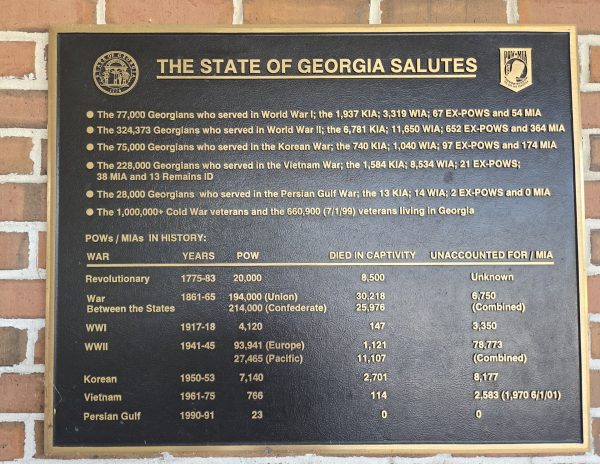 THE STATE OF GEORGIA SALUTES
POW★MIA
● The 77,000 Georgians who served in World War I; the 1,937 KIA; 3,319 WIA; 67 EX-POWS and 54 MIA
● The 324,373 Georgians who served in World War II; the 6,781 KIA, 11,650 WIA, 652 EX-POWS and 364 MIA
● The 75,000 Georgians who served in the Korean War; the 740 KIA; 1,040 WIA; 97 EX-POWS and 174 MIA
● The 228,000 Georgians who served in the Vietnam War; the 1,584 KIA; 8,534 WIA; 21 EX-POWS;
38 MIA and 13 Remains ID
● The 28,000 Georgians who served in the Persian Gulf War; the 13 KIA; 14 WIA; 2 EX-POWS and 0 MIA
● The 1,000,000+ Cold War veterans and the 660,900 (7/1/99) veterans living in Georgia
POWs / MIAs IN HISTORY:
WAR YEARS POW DIED IN CAPTIVITY UNACCOUNTED FOR / MIA
Revolutionary 1775-83 20,000 8,500 Unknown
War 1861-65 194,000 (Union) 30,218 6,750
Between the States 214,000 (Confederate) 25,976 (Combined)
WWI 1917-18 4,120 147 3,350
WWII 1941-45 93,941 (Europe) 1,121 78,773
27,465 (Pacific) 11,107 (Combined)
Korean 1950-53 7,140 2,701 8,177
Vietnam 1961-75 766 114 2,583 (1,970 6/1/01)
Persian Gulf 1990-91 23 0 0